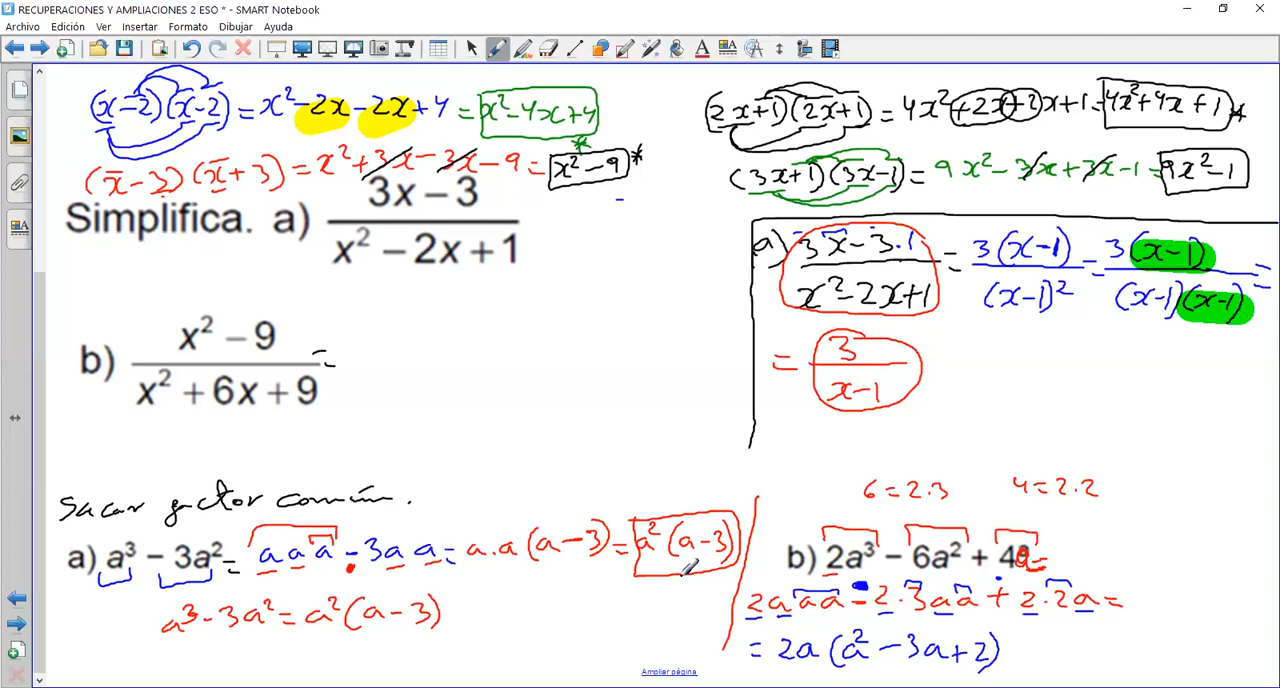 RECUPERACIONES Y AMPLIACIONES 2 ESO * - SMART Notebook
Archivo Edición Ver Insertar Formato Dibujar Ayuda
(x-2)(x-2) = x² - 2x - 2x + 4 = x² - 4x + 4 *
(x-3)(x+3) = x² + 3x - 3x - 9 = x² - 9 *
(2x+1)(2x+1) = 4x² + 2x + 2x + 1 = 4x² + 4x + 1 *
(3x+1)(3x-1) = 9x² - 3x + 3x - 1 = 9x² - 1
Simplifica. a) (3x - 3)/(x² - 2x + 1)
b) (x² - 9)/(x² + 6x + 9) =
a) (3x - 3·1)/(x² - 2x + 1) = 3(x-1)/(x-1)² = 3(x-1)/(x-1)(x-1) =
= 3/(x-1)
Sacar factor común.
a) a³ - 3a² = a a a - 3 a a = a.a(a-3) = a²(a-3)
a³ - 3a² = a²(a-3)
6 = 2.3 4 = 2.2
b) 2a³ - 6a² + 4a =
2aaa - 2.3aa + 2.2a =
= 2a(a² - 3a + 2)
Ampliar página